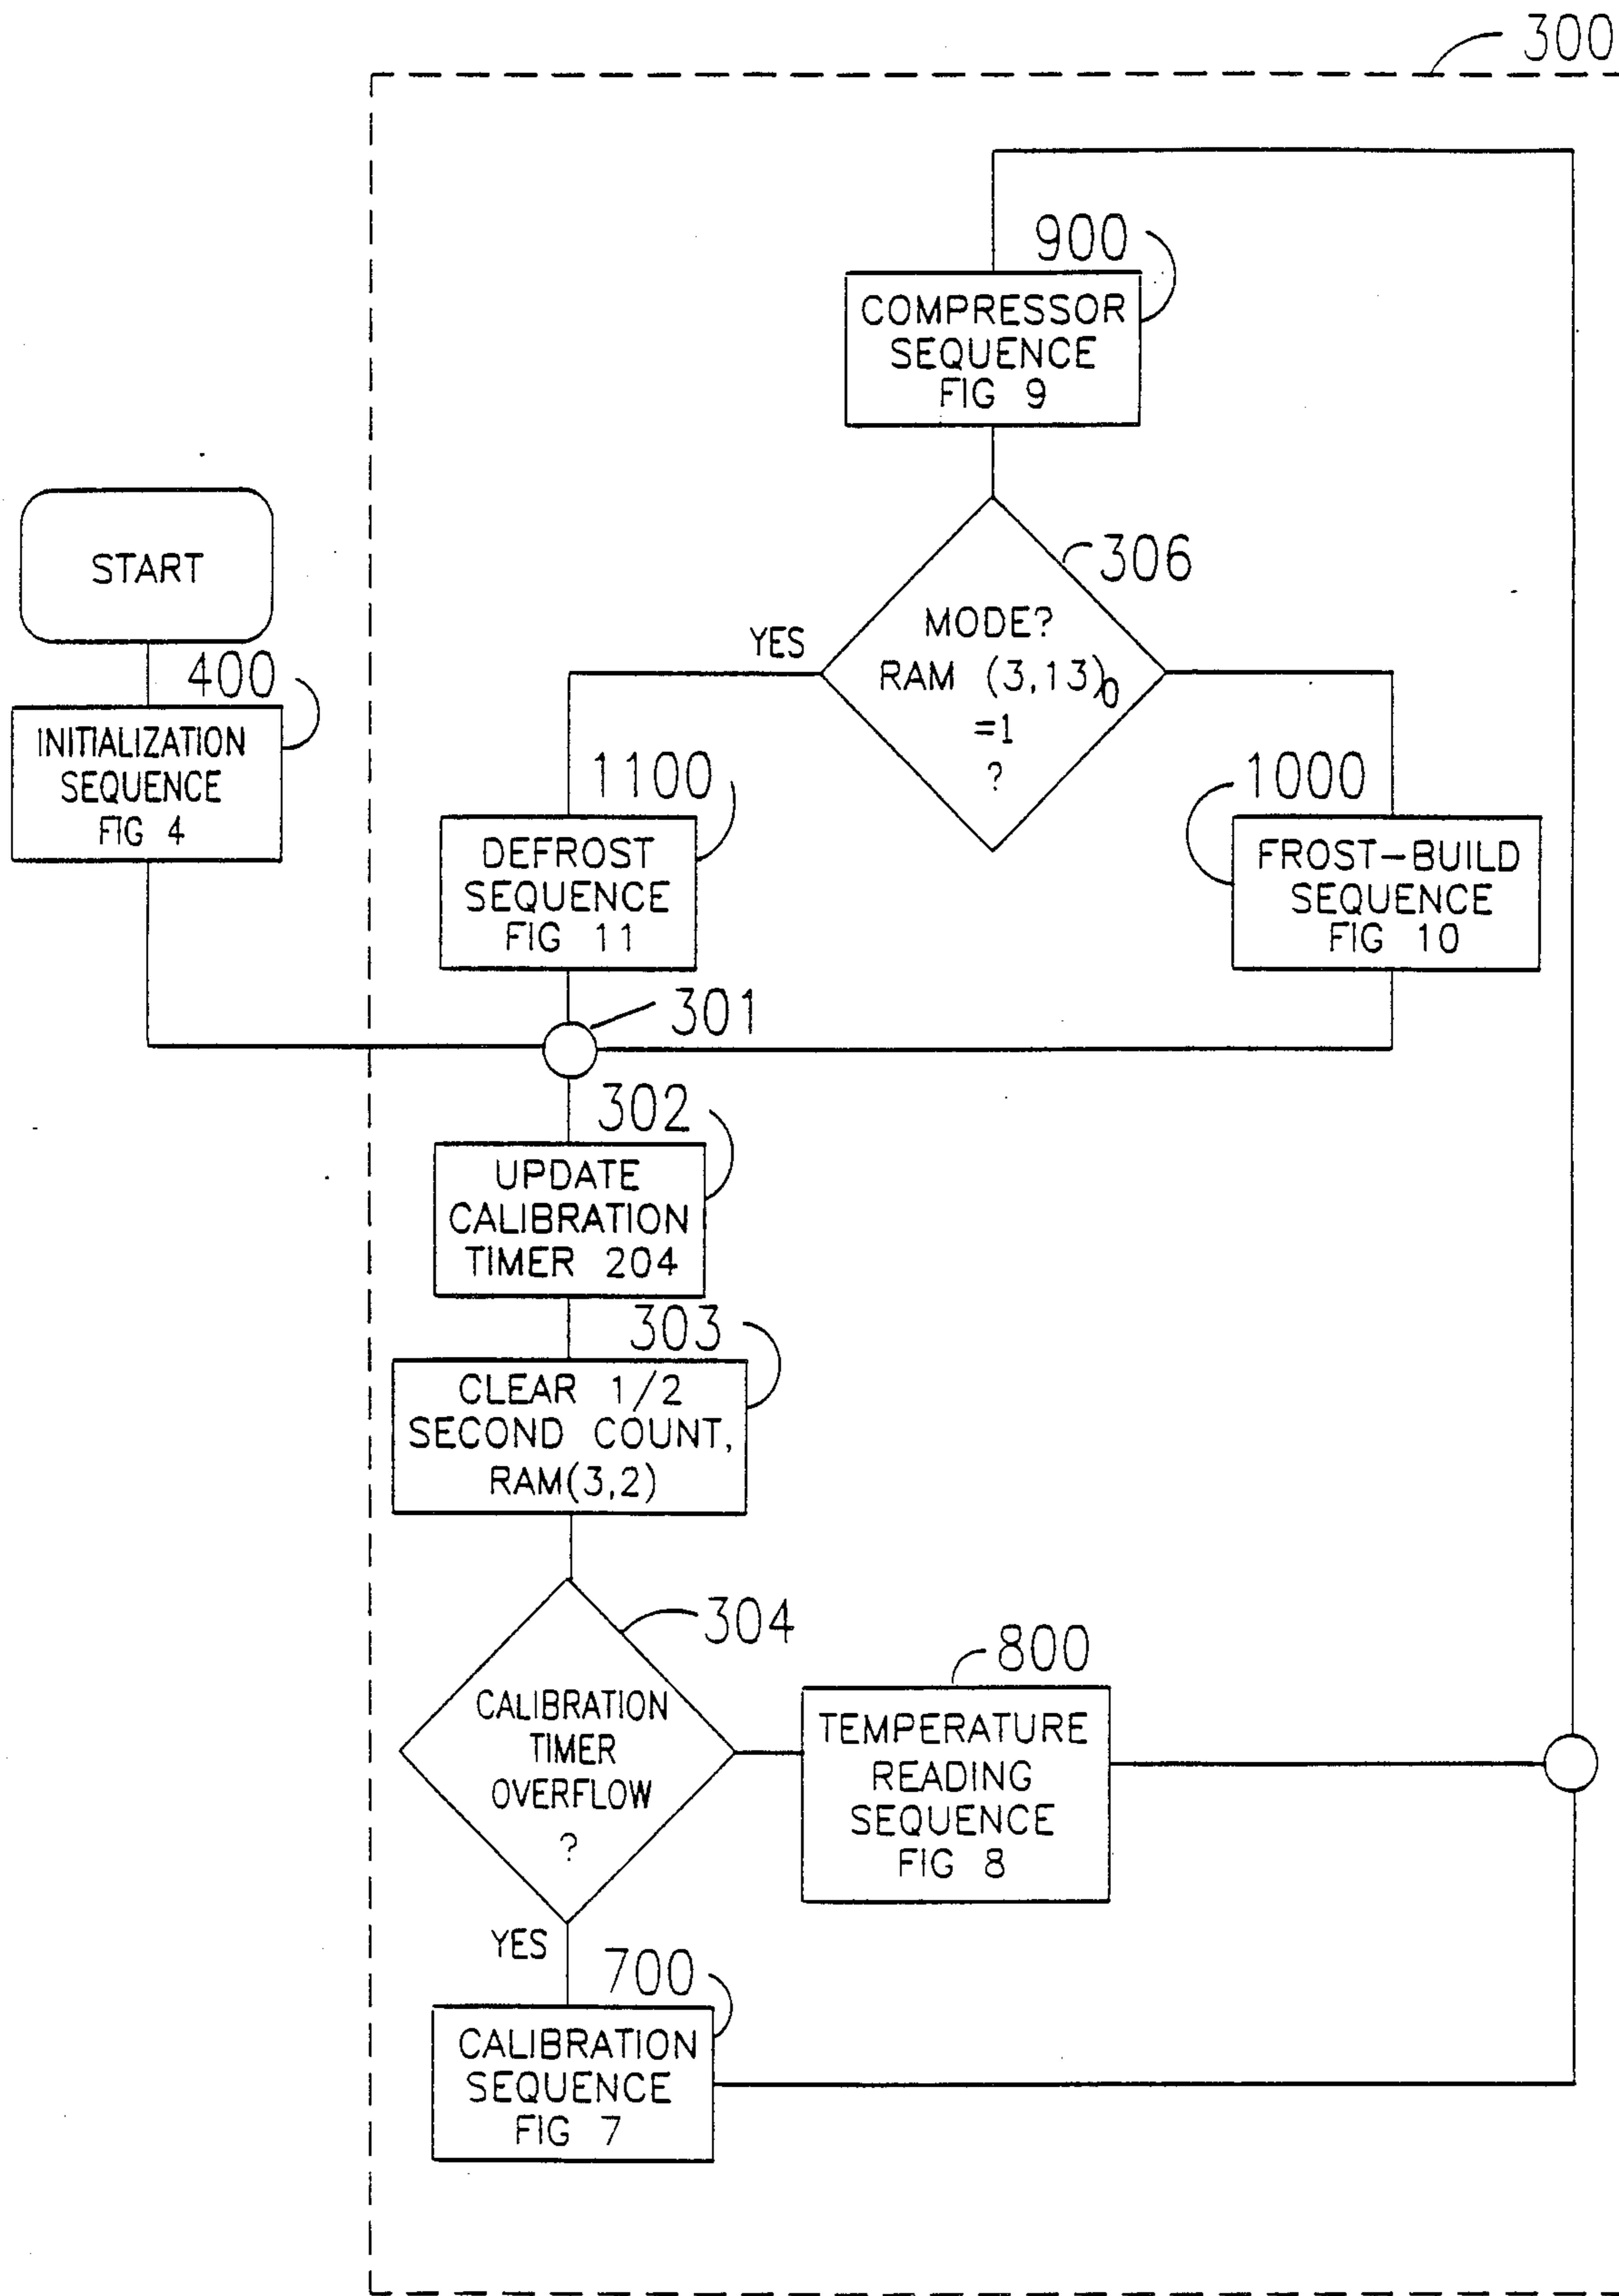 300
900
COMPRESSOR
SEQUENCE
FIG 9
START
306
MODE?
RAM (3,13)0
=1
?
YES
400
INITIALIZATION
SEQUENCE
FIG 4
1100
DEFROST
SEQUENCE
FIG 11
1000
FROST-BUILD
SEQUENCE
FIG 10
301
302
UPDATE
CALIBRATION
TIMER 204
303
CLEAR 1/2
SECOND COUNT,
RAM(3,2)
304
CALIBRATION
TIMER
OVERFLOW
?
800
TEMPERATURE
READING
SEQUENCE
FIG 8
YES
700
CALIBRATION
SEQUENCE
FIG 7